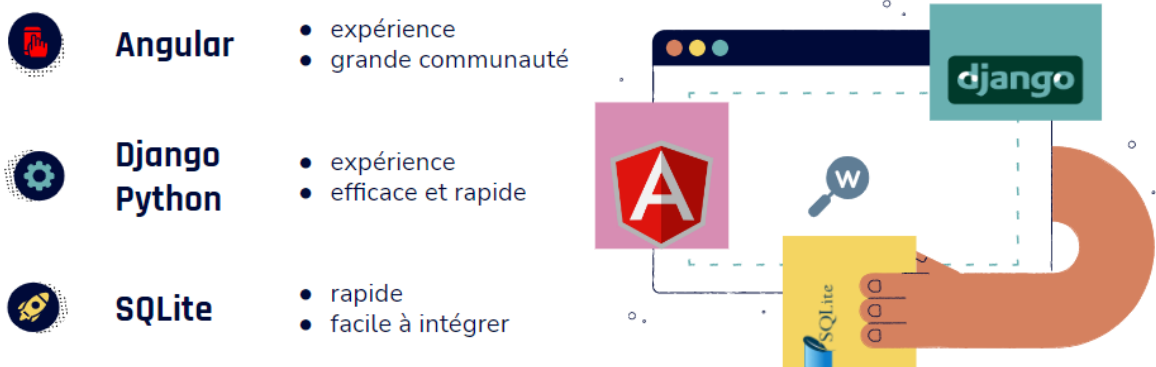 Angular
• expérience
• grande communauté
Django
Python
• expérience
• efficace et rapide
SQLite
• rapide
• facile à intégrer
django
A
W
SQLite